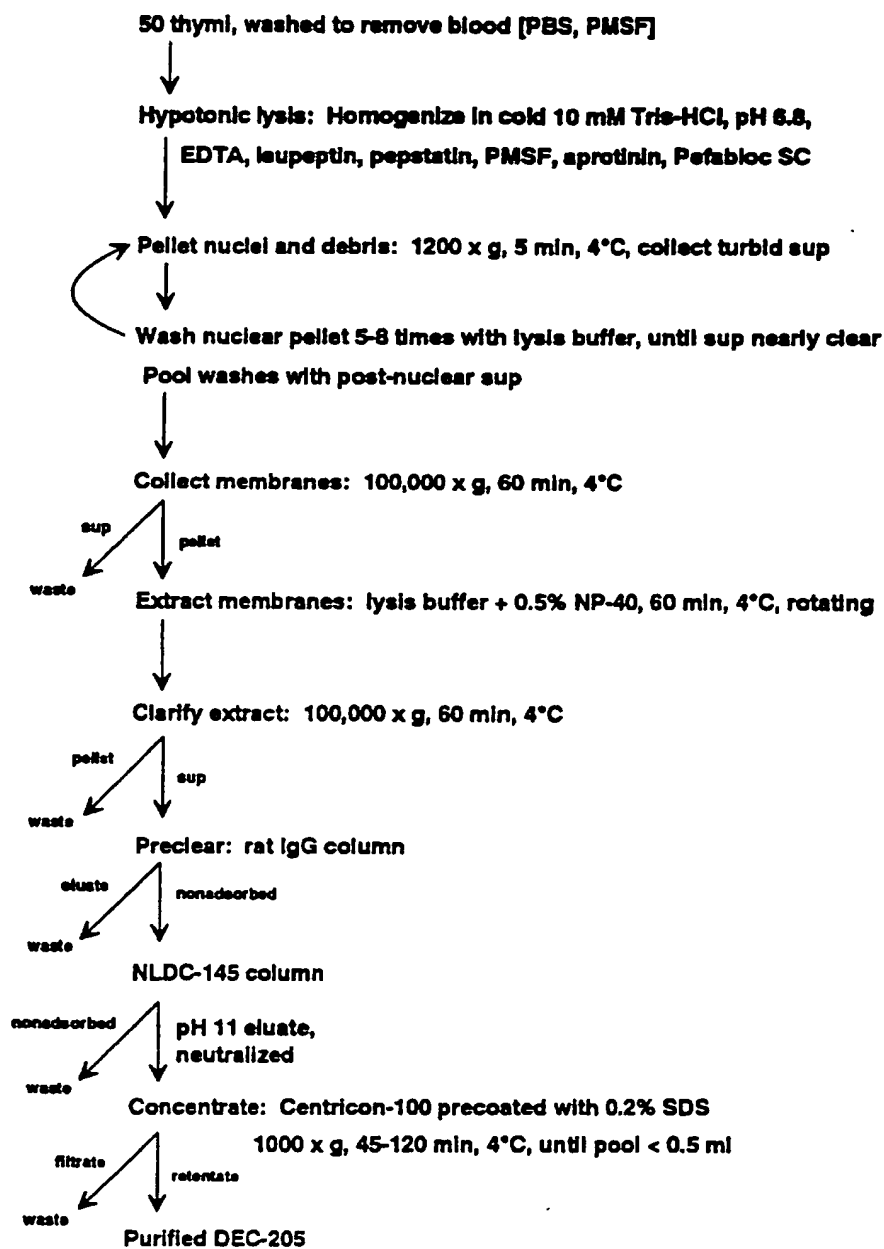 50 thymi, washed to remove blood [PBS, PMSF]
Hypotonic lysis: Homogenize in cold 10 mM Tris-HCl, pH 6.8,
EDTA, leupeptin, pepstatin, PMSF, aprotinin, Pefabloc SC
Pellet nuclei and debris: 1200 x g, 5 min, 4°C, collect turbid sup
Wash nuclear pellet 5-8 times with lysis buffer, until sup nearly clear
Pool washes with post-nuclear sup
Collect membranes: 100,000 x g, 60 min, 4°C
sup
pellet
waste
Extract membranes: lysis buffer + 0.5% NP-40, 60 min, 4°C, rotating
Clarify extract: 100,000 x g, 60 min, 4°C
pellet
sup
waste
Preclear: rat IgG column
eluate
nonadsorbed
waste
NLDC-145 column
nonadsorbed
pH 11 eluate,
neutralized
waste
Concentrate: Centricon-100 precoated with 0.2% SDS
1000 x g, 45-120 min, 4°C, until pool < 0.5 ml
filtrate
retentate
waste
Purified DEC-205